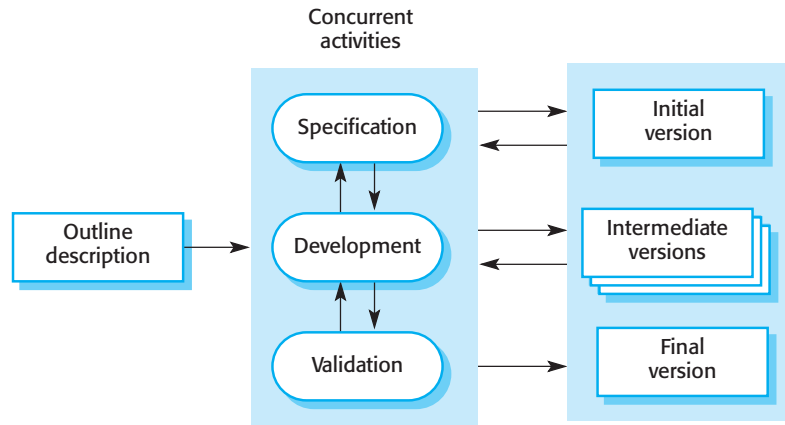 Concurrent
activities
Outline
description
Specification
Development
Validation
Initial
version
Intermediate
versions
Final
version